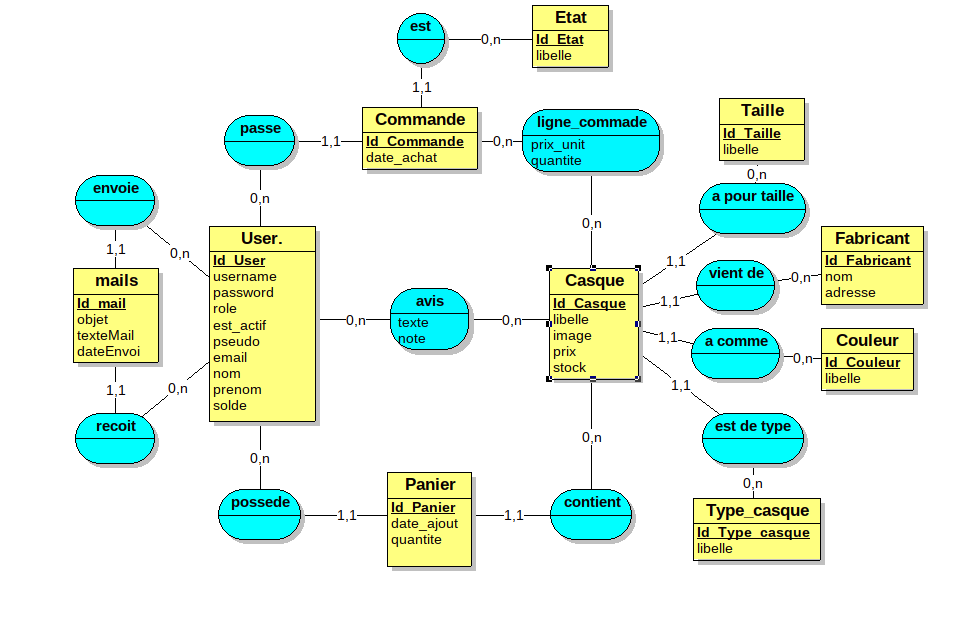 est
0,n
Etat
Id_Etat
libelle
1,1
passe
1,1
Commande
Id_Commande
date_achat
0,n
ligne_commade
prix_unit
quantite
Taille
Id_Taille
libelle
0,n
envoie
0,n
0,n
a pour taille
1,1
0,n
User.
Id_User
username
password
role
est_actif
pseudo
email
nom
prenom
solde
mails
Id_mail
objet
texteMail
dateEnvoi
1,1
recoit
0,n
0,n
avis
texte
note
0,n
Casque
Id_Casque
libelle
image
prix
stock
1,1
vient de
0,n
Fabricant
Id_Fabricant
nom
adresse
1,1
a comme
0,n
Couleur
Id_Couleur
libelle
1,1
1,1
est de type
0,n
Type_casque
Id_Type_casque
libelle
0,n
possede
1,1
Panier
Id_Panier
date_ajout
quantite
1,1
contient
0,n